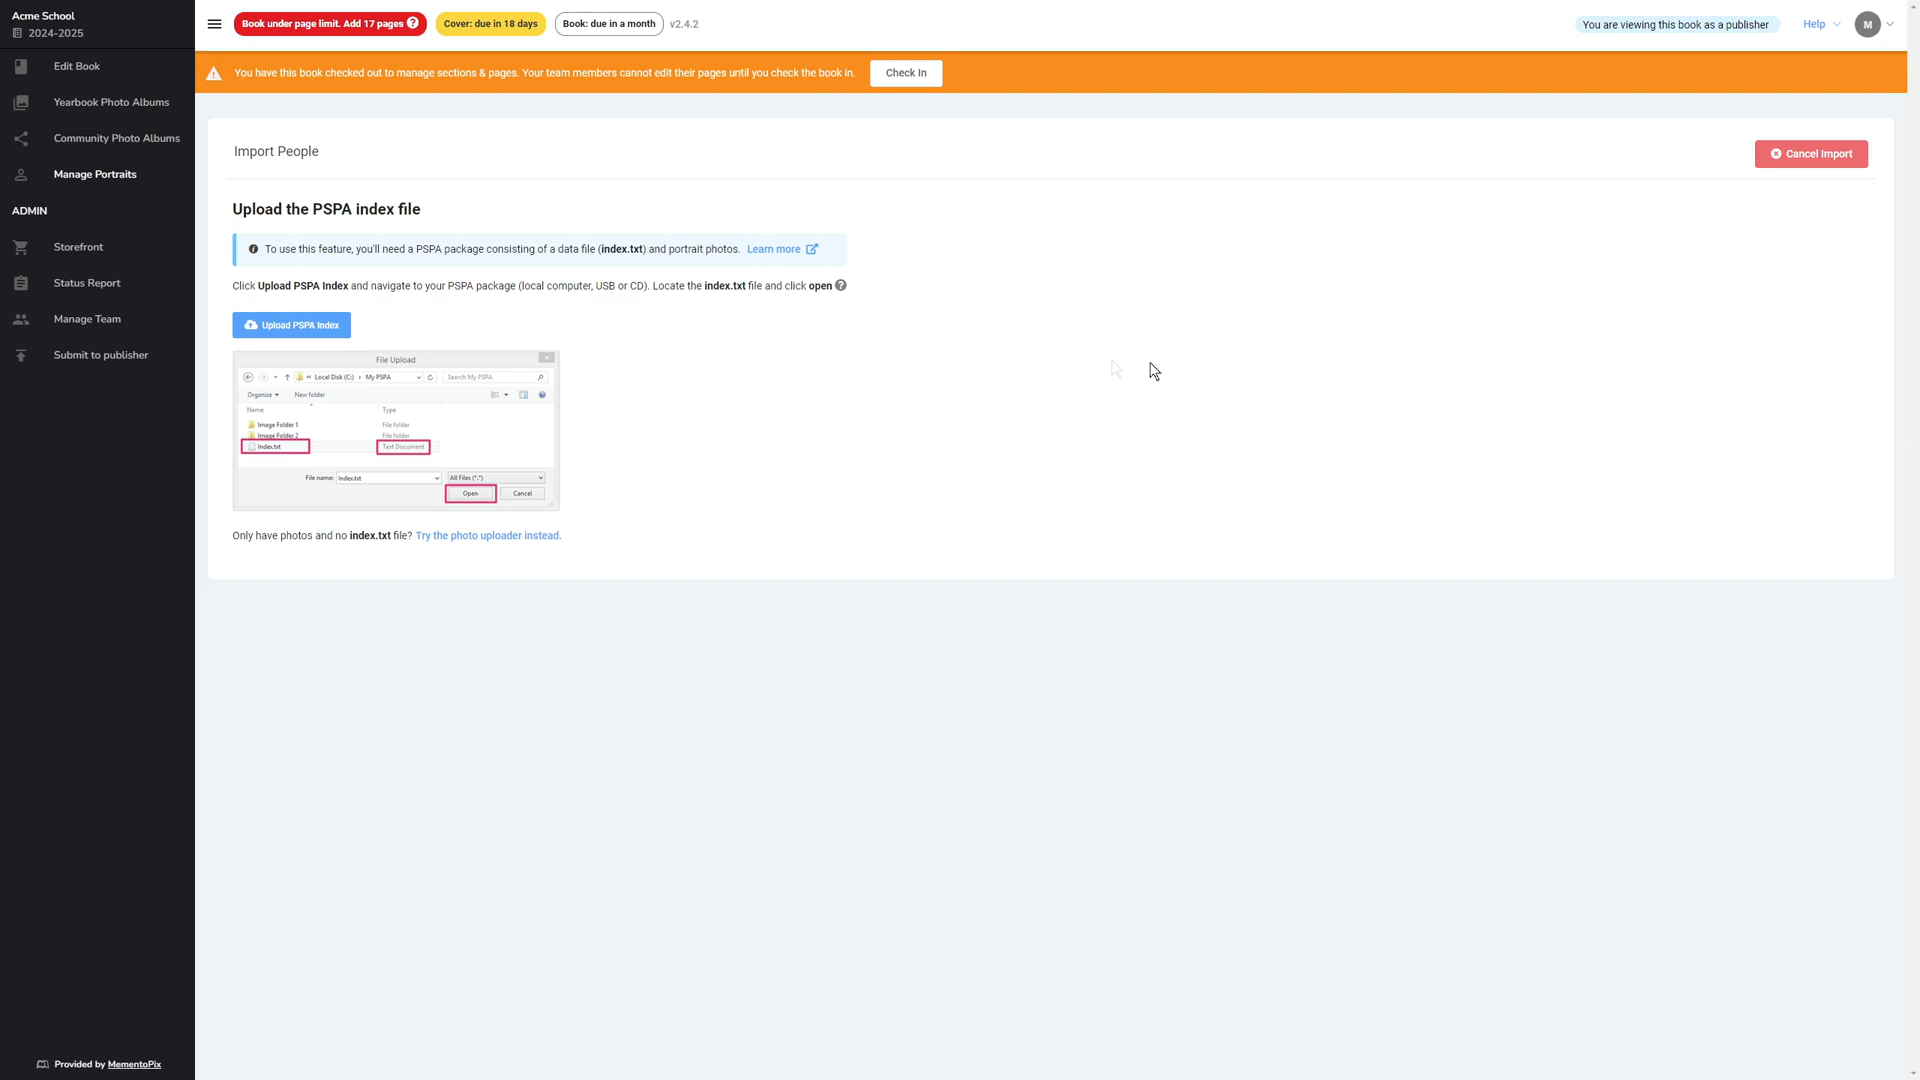 Acme School
2024-2025
Edit Book
Yearbook Photo Albums
Community Photo Albums
Manage Portraits
ADMIN
Storefront
Status Report
Manage Team
Submit to publisher
Provided by MementoPix
Book under page limit. Add 17 pages ?
Cover: due in 18 days
Book: due in a month
v2.4.2
You are viewing this book as a publisher
Help
M
You have this book checked out to manage sections & pages. Your team members cannot edit their pages until you check the book in.
Check In
Import People
Cancel Import
Upload the PSPA index file
To use this feature, you'll need a PSPA package consisting of a data file (index.txt) and portrait photos. Learn more
Click Upload PSPA Index and navigate to your PSPA package (local computer, USB or CD). Locate the index.txt file and click open ?
Upload PSPA Index
File Upload
« Local Disk (C:) › My PSPA
Search My PSPA
Organize
New folder
Name
Type
Image Folder 1
File folder
Image Folder 2
File folder
Index.txt
Text Document
File name: Index.txt
All Files (*.*)
Open
Cancel
Only have photos and no index.txt file? Try the photo uploader instead.